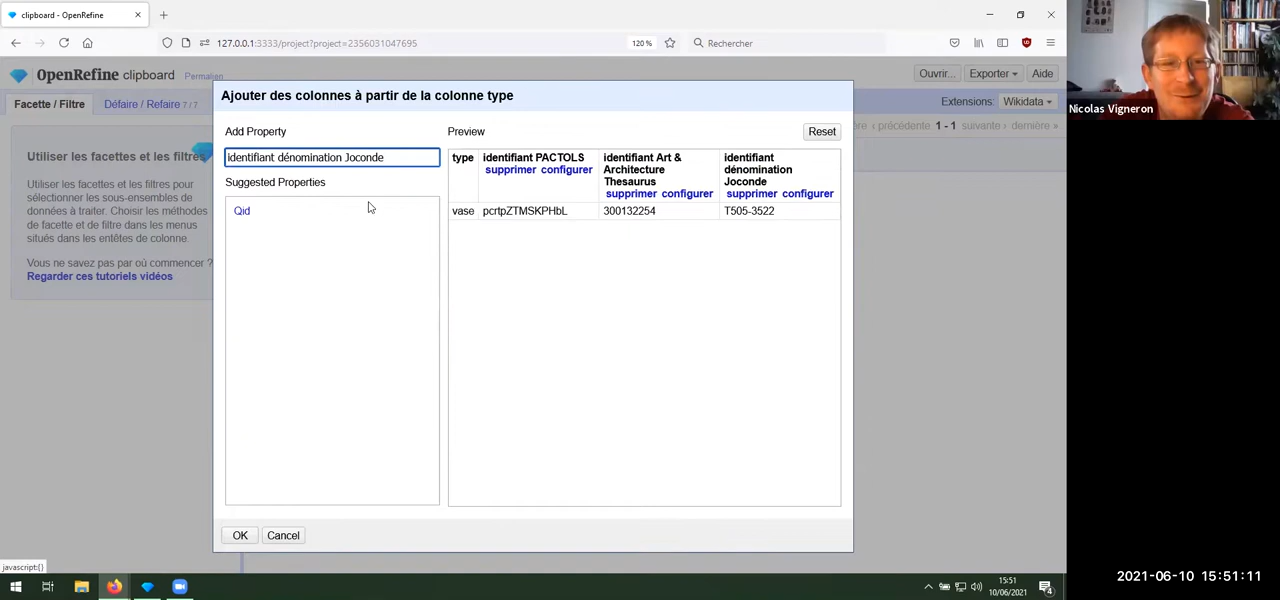 clipboard - OpenRefine
127.0.0.1:3333/project?project=2356031047695
120 %
Rechercher
OpenRefine clipboard Permalien
Ouvrir...
Exporter
Aide
Facette / Filtre
Défaire / Refaire 7 / 7
Extensions:
Wikidata
ère ‹ précédente 1 - 1 suivante › dernière »
Utiliser les facettes et les filtres
Utiliser les facettes et les filtres pour
sélectionner les sous-ensembles de
données à traiter. Choisir les méthodes
de facette et de filtre dans les menus
situés dans les entêtes de colonne.
Vous ne savez pas par où commencer ?
Regarder ces tutoriels vidéos
Ajouter des colonnes à partir de la colonne type
Add Property
identifiant dénomination Joconde
Suggested Properties
Qid
Preview
Reset
type
identifiant PACTOLS
supprimer configurer
identifiant Art &
Architecture
Thesaurus
supprimer configurer
identifiant
dénomination
Joconde
supprimer configurer
vase
pcrtpZTMSKPHbL
300132254
T505-3522
OK
Cancel
javascript:{}
15:51
10/06/2021
4
Nicolas Vigneron
2021-06-10 15:51:11